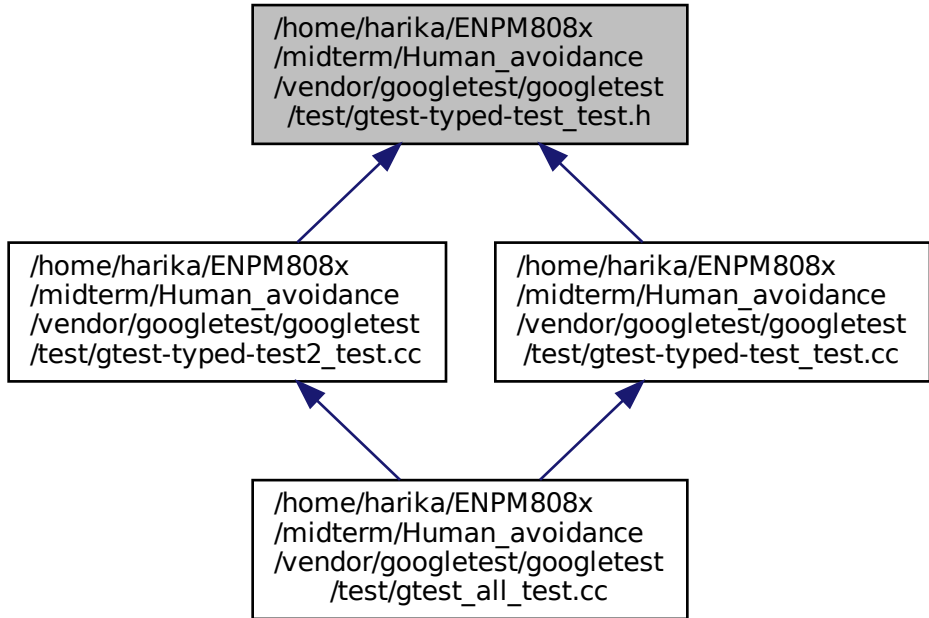 /home/harika/ENPM808x
/midterm/Human_avoidance
/vendor/googletest/googletest
/test/gtest-typed-test_test.h
/home/harika/ENPM808x
/midterm/Human_avoidance
/vendor/googletest/googletest
/test/gtest-typed-test2_test.cc
/home/harika/ENPM808x
/midterm/Human_avoidance
/vendor/googletest/googletest
/test/gtest-typed-test_test.cc
/home/harika/ENPM808x
/midterm/Human_avoidance
/vendor/googletest/googletest
/test/gtest_all_test.cc